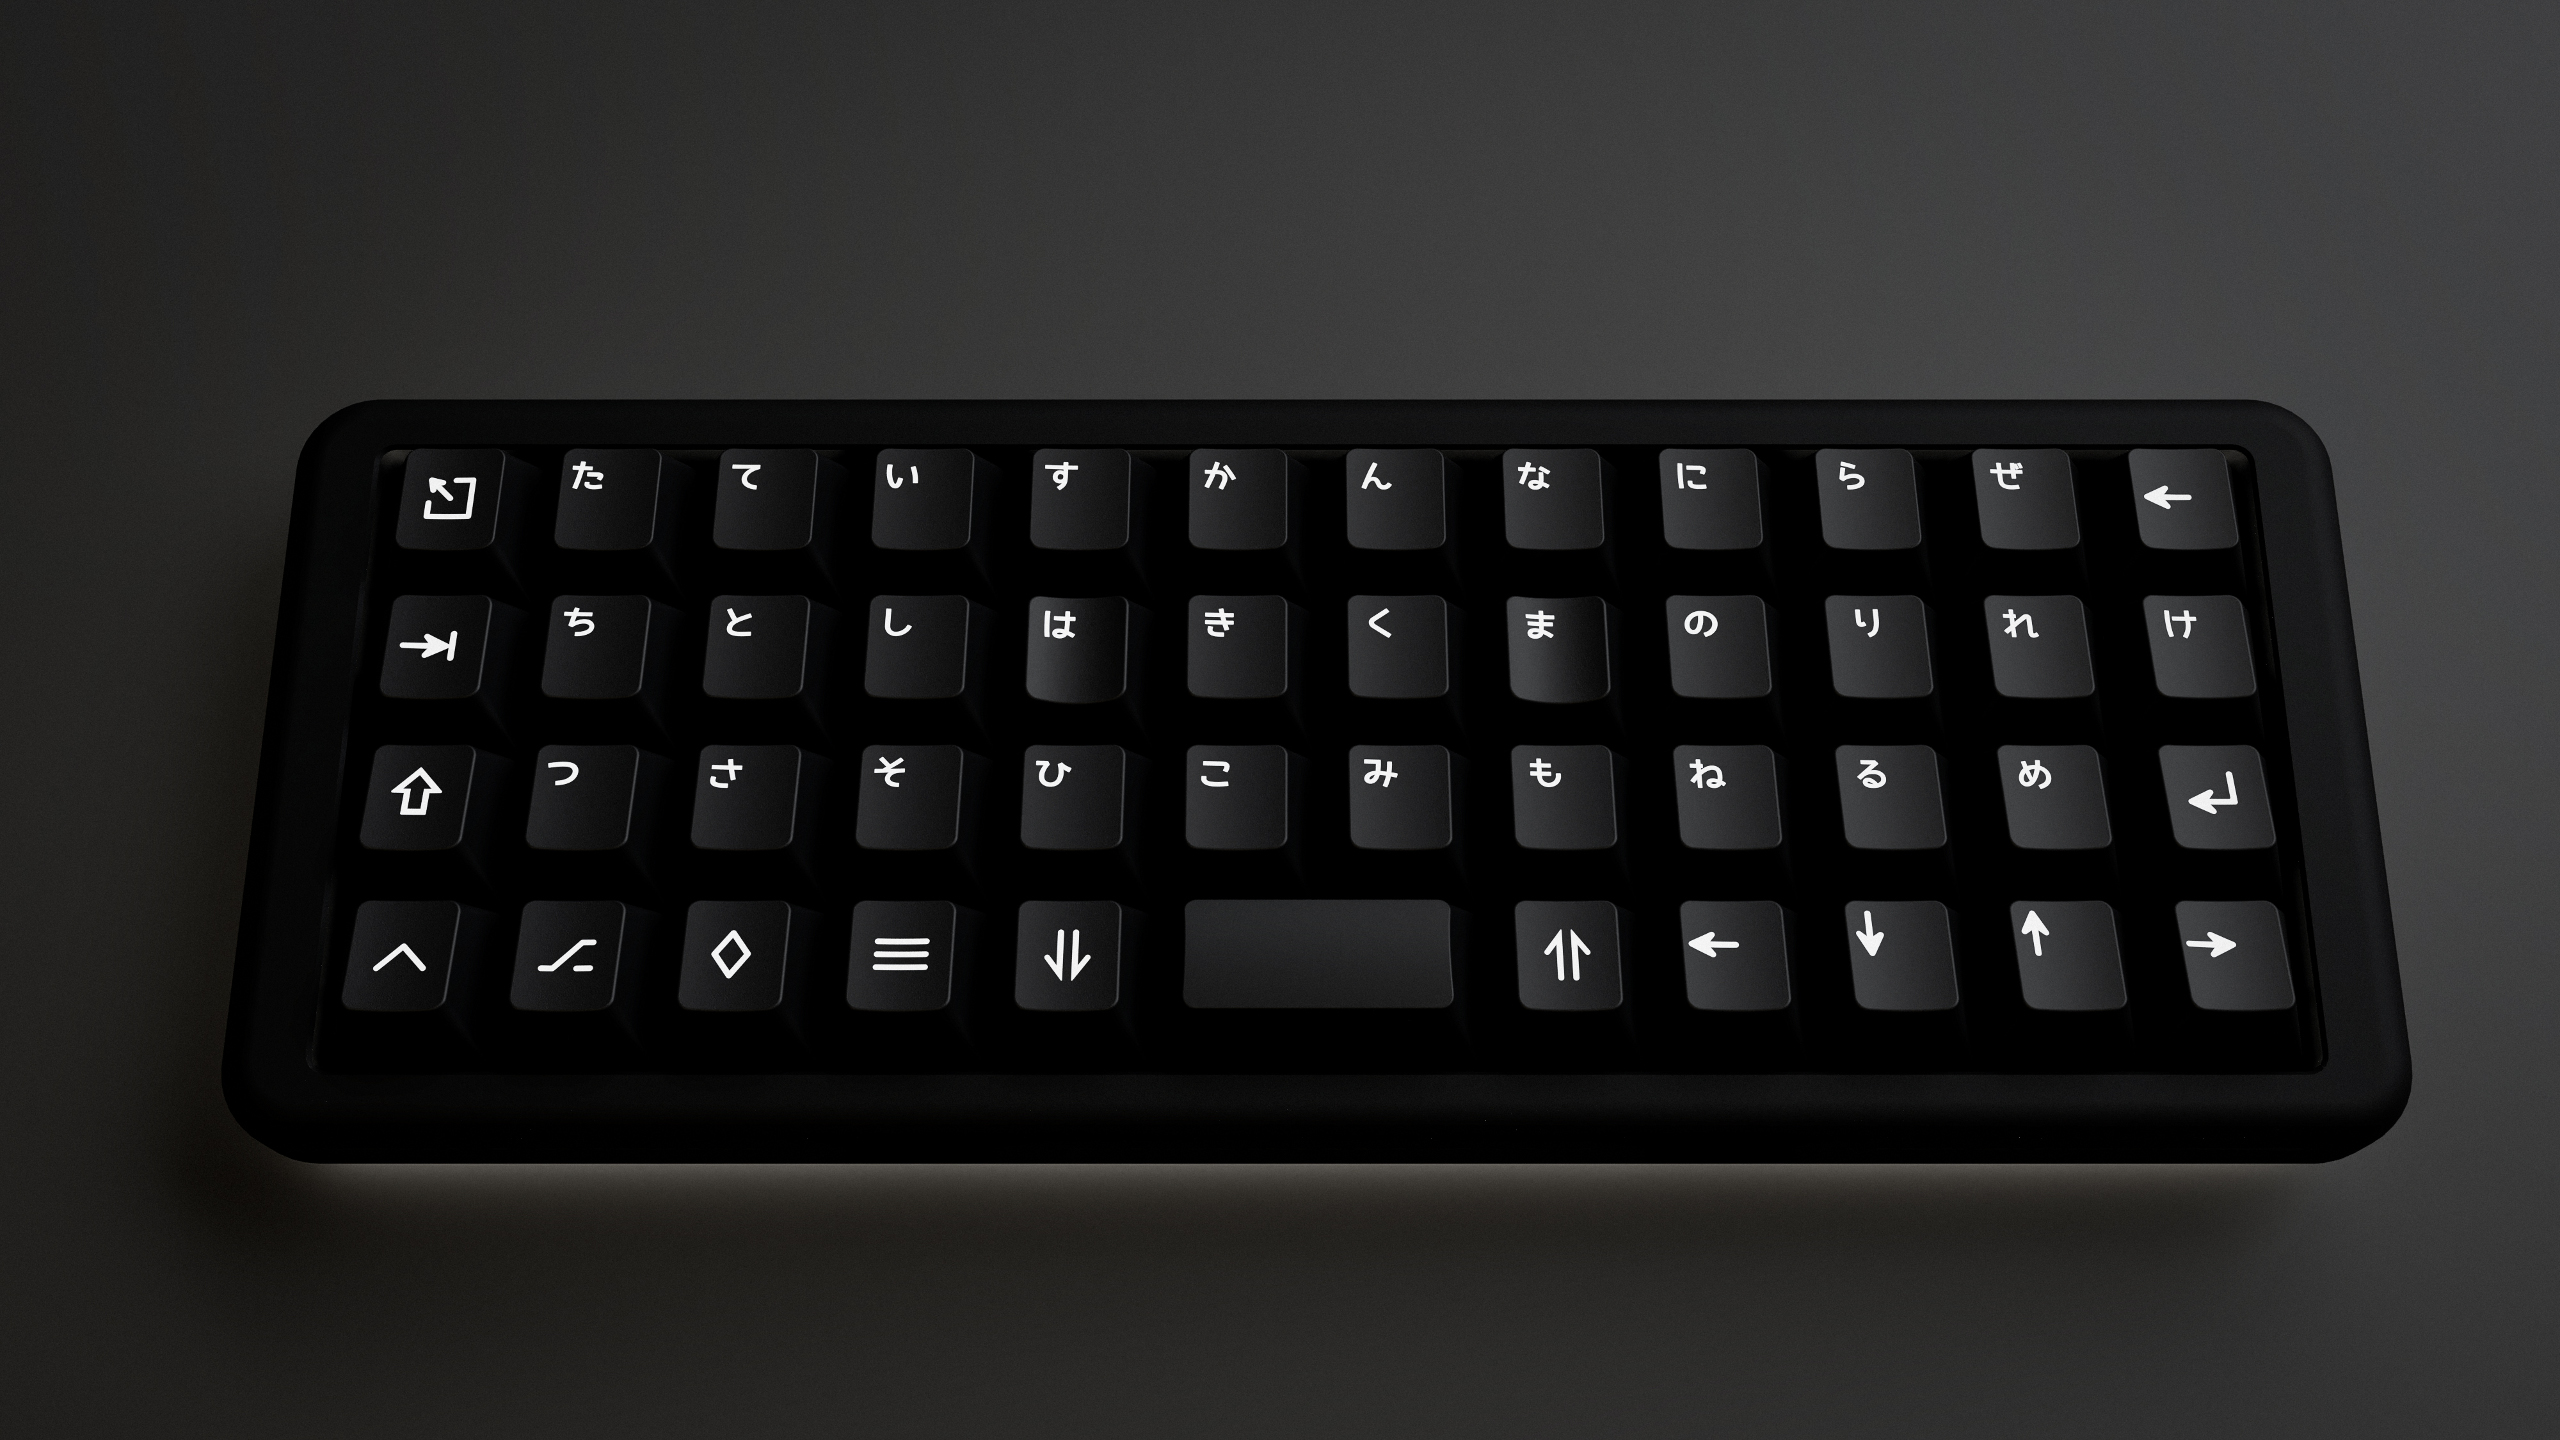 た て い す か ん な に ら ぜ ←
⇥ ち と し は き く ま の り れ け
⇧ つ さ そ ひ こ み も ね る め ↵
^ ⌥ ◇ ≡ ⇃⇂ ↿↾ ← ↓ ↑ →